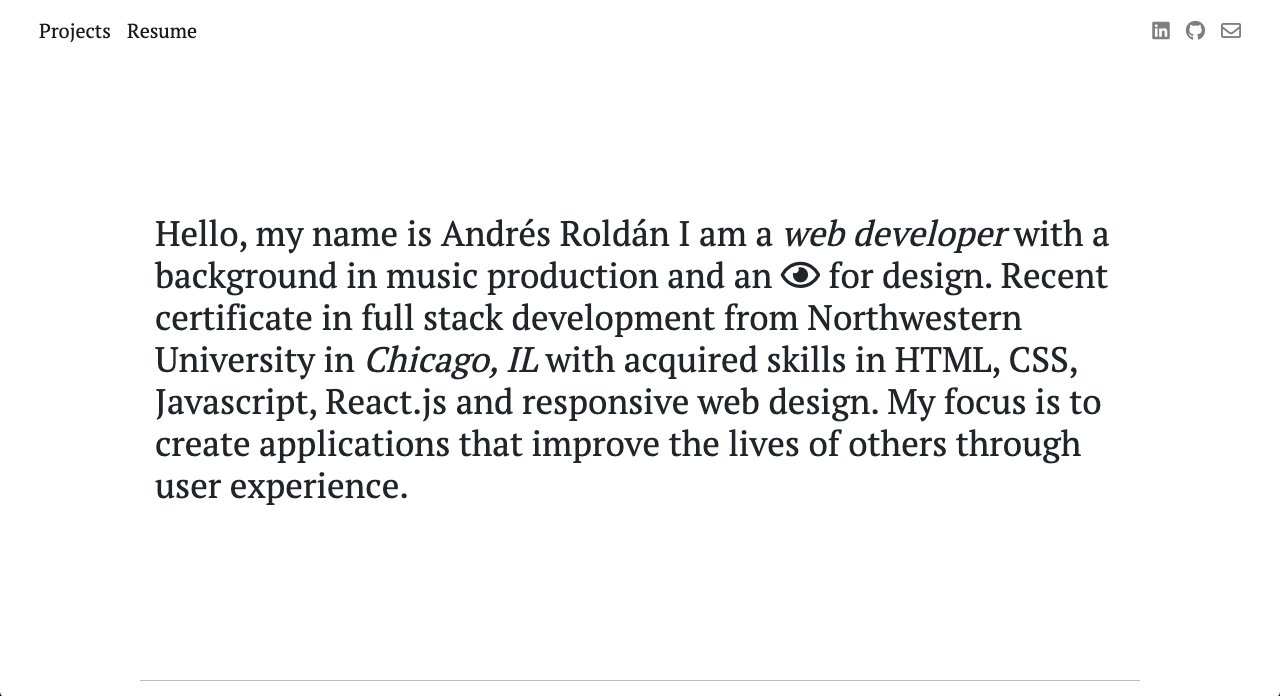 Projects Resume
Hello, my name is Andrés Roldán I am a web developer with a
background in music production and an for design. Recent
certificate in full stack development from Northwestern
University in Chicago, IL with acquired skills in HTML, CSS,
Javascript, React.js and responsive web design. My focus is to
create applications that improve the lives of others through
user experience.